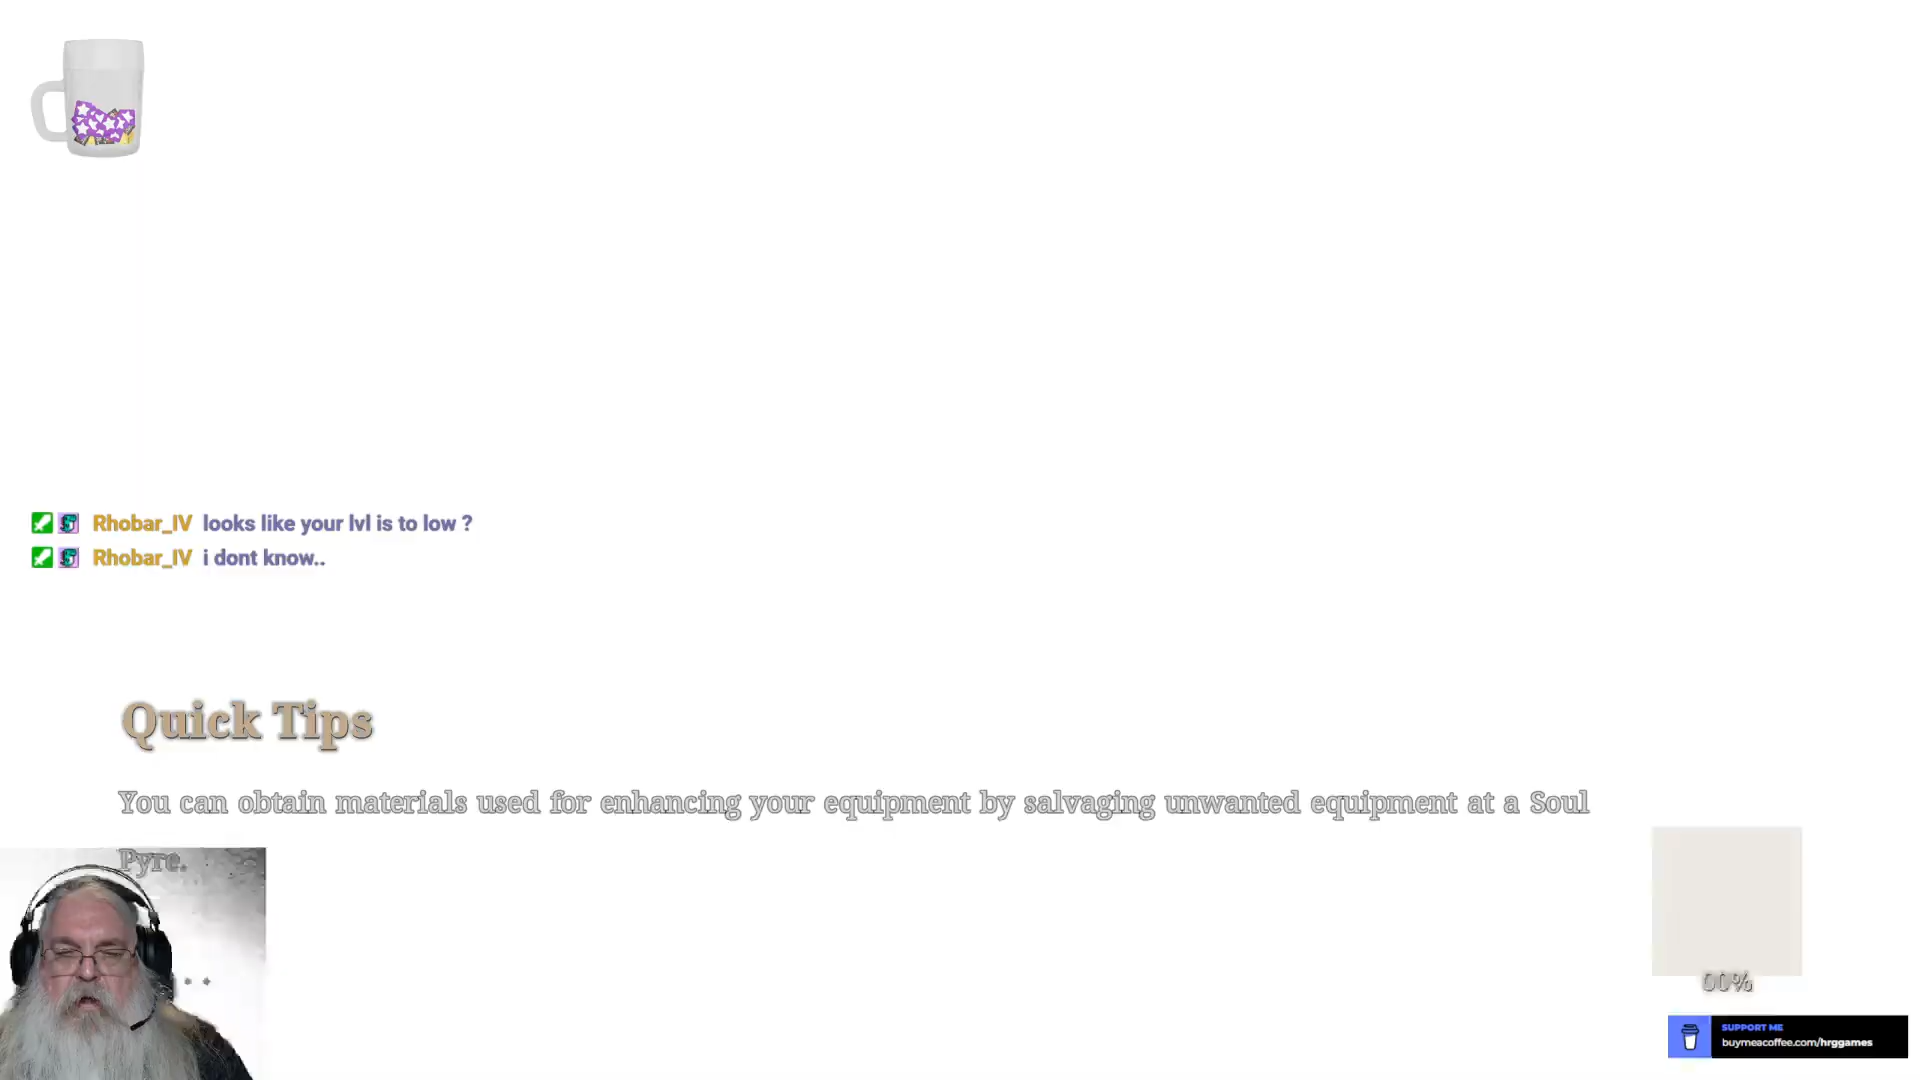 Rhobar_IV looks like your lvl is to low ?
Rhobar_IV i dont know..
Quick Tips
You can obtain materials used for enhancing your equipment by salvaging unwanted equipment at a Soul
Pyre.
00%
SUPPORT ME
buymeacoffee.com/hrggames